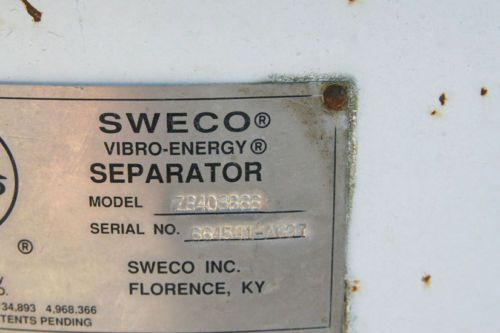 SWECO®
VIBRO-ENERGY®
SEPARATOR
MODEL
SERIAL NO.
SWECO INC.
FLORENCE, KY
®
34,893 4,968.366
TENTS PENDING